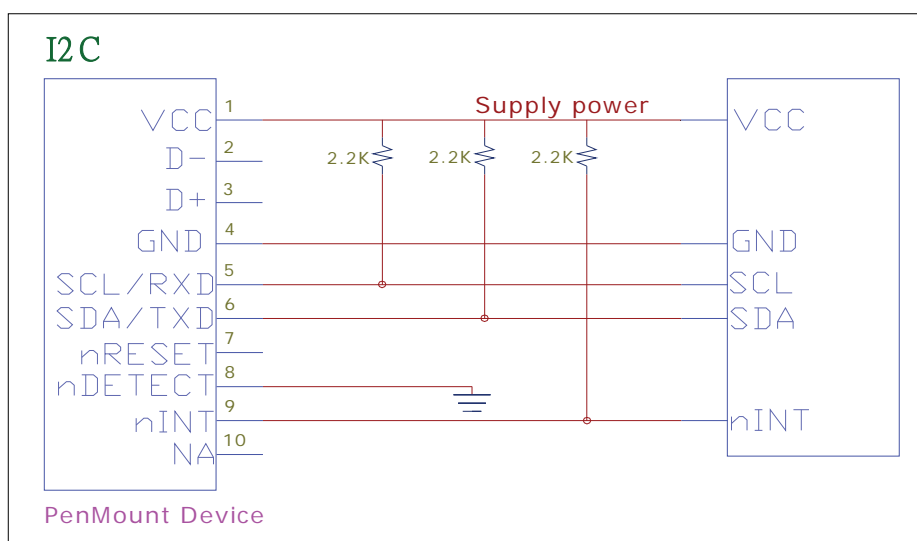 I2C
1
VCC
Supply power
VCC
2
D-
2.2K 2.2K 2.2K
3
D+
4
GND
GND
5
SCL/RXD
SCL
6
SDA/TXD
SDA
7
nRESET
8
nDETECT
9
nINT
nINT
10
NA
PenMount Device